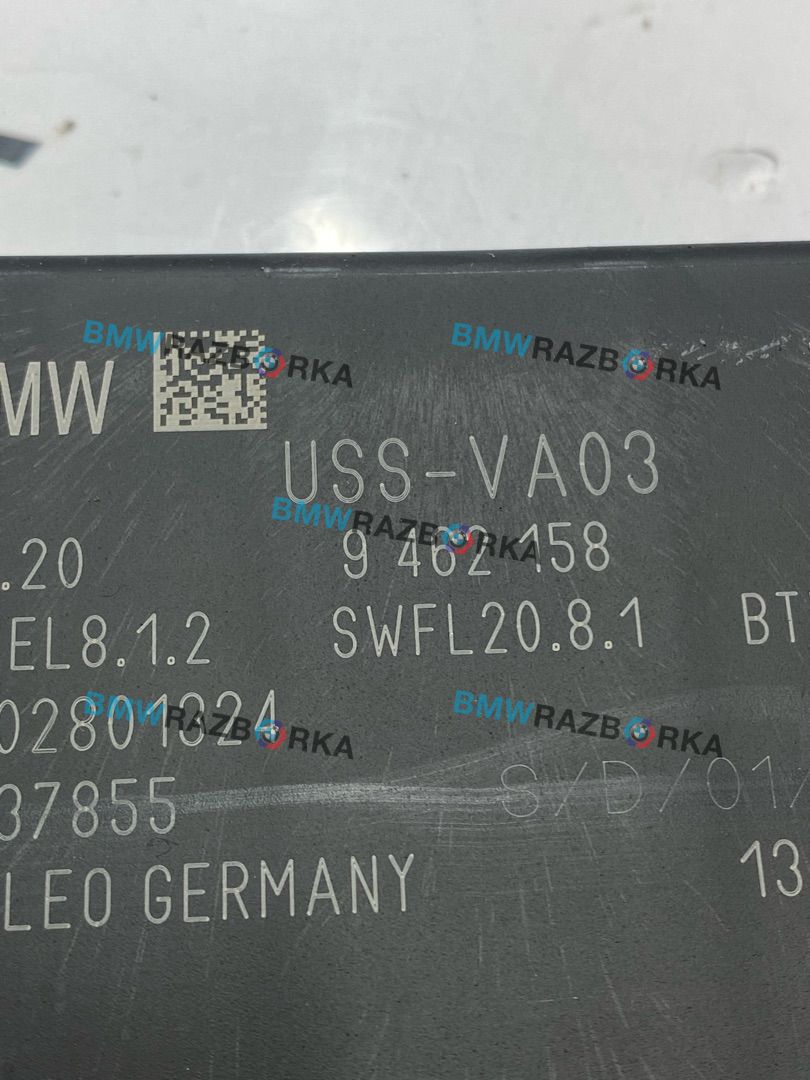 BMWRAZBORKA BMWRAZBORKA
MW
USS-VA03
BMWRAZBORKA
.20 9 462 158
EL8.1.2 SWFL20.8.1 BT
BMWRAZBORKA BMWRAZBORKA
37855 S/D/01/
LEO GERMANY 13